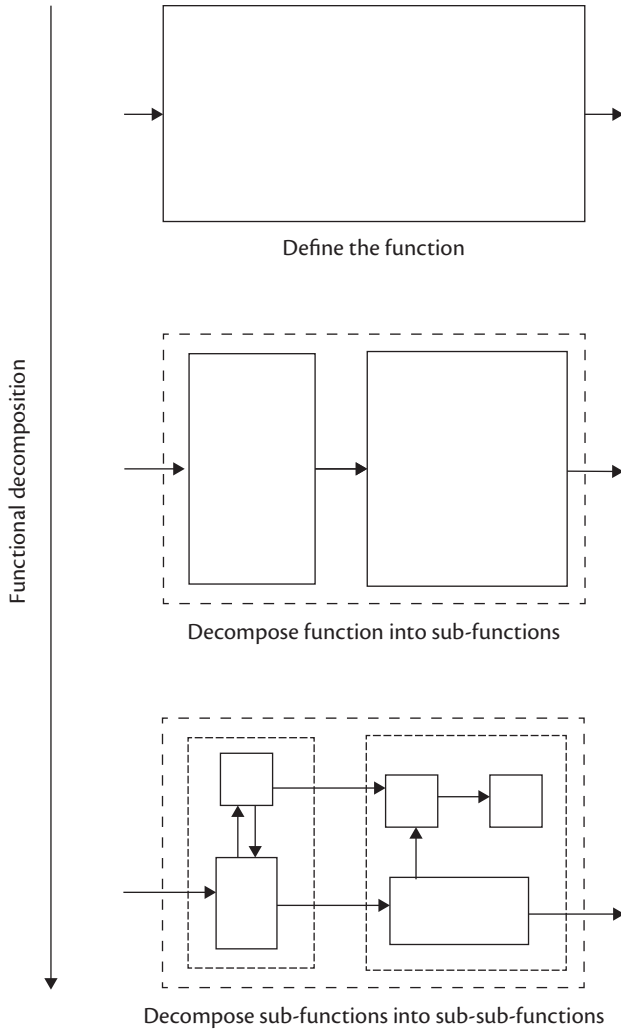 Functional decomposition
Define the function
Decompose function into sub-functions
Decompose sub-functions into sub-sub-functions